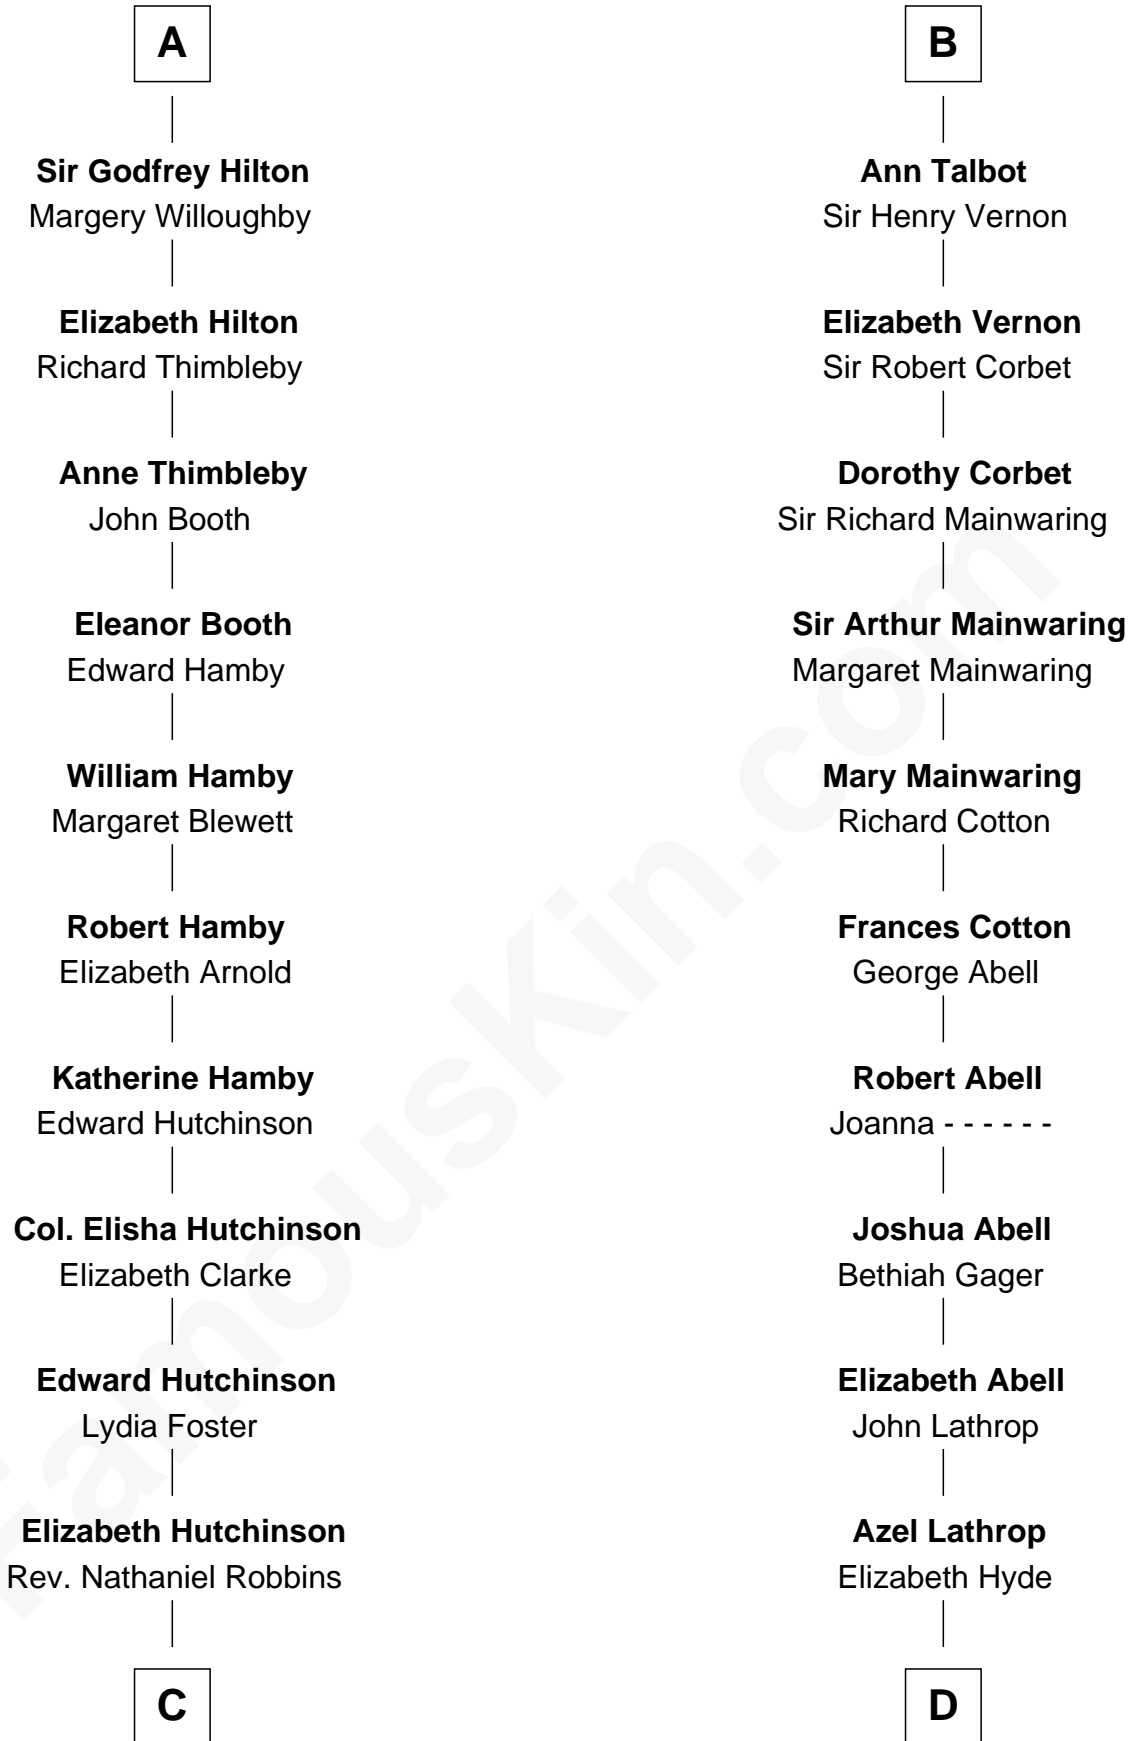 A
Sir Godfrey Hilton
Margery Willoughby
Elizabeth Hilton
Richard Thimbleby
Anne Thimbleby
John Booth
Eleanor Booth
Edward Hamby
William Hamby
Margaret Blewett
Robert Hamby
Elizabeth Arnold
Katherine Hamby
Edward Hutchinson
Col. Elisha Hutchinson
Elizabeth Clarke
Edward Hutchinson
Lydia Foster
Elizabeth Hutchinson
Rev. Nathaniel Robbins
C
B
Ann Talbot
Sir Henry Vernon
Elizabeth Vernon
Sir Robert Corbet
Dorothy Corbet
Sir Richard Mainwaring
Sir Arthur Mainwaring
Margaret Mainwaring
Mary Mainwaring
Richard Cotton
Frances Cotton
George Abell
Robert Abell
Joanna - - - - - -
Joshua Abell
Bethiah Gager
Elizabeth Abell
John Lathrop
Azel Lathrop
Elizabeth Hyde
D
FamousKin.com